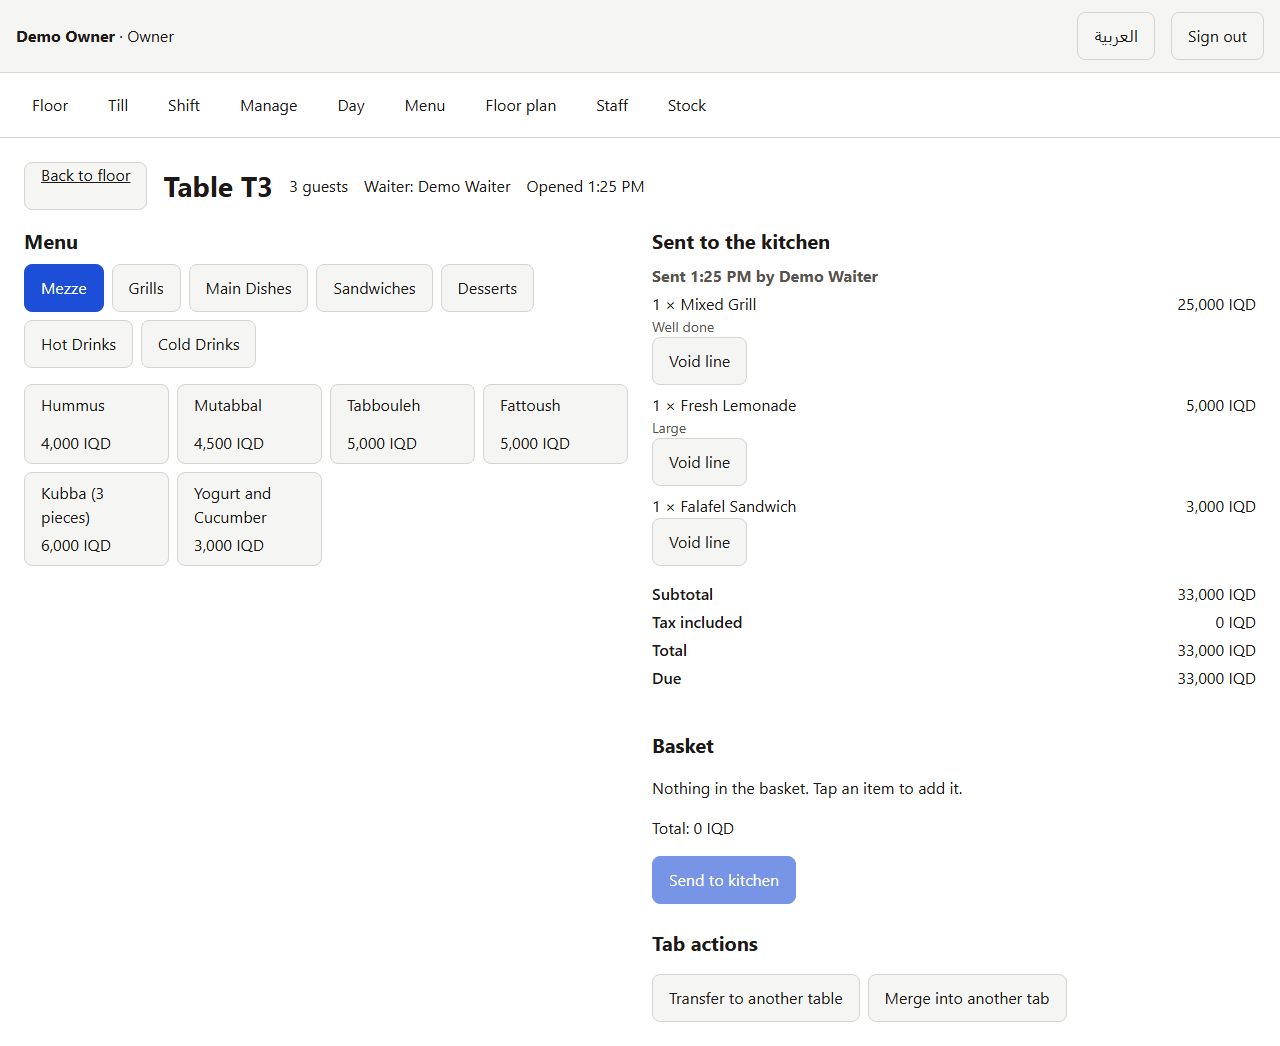 Demo Owner · Owner
العربية
Sign out
Floor
Till
Shift
Manage
Day
Menu
Floor plan
Staff
Stock
Back to floor
Table T3
3 guests
Waiter: Demo Waiter
Opened 1:25 PM
Menu
Mezze
Grills
Main Dishes
Sandwiches
Desserts
Hot Drinks
Cold Drinks
Hummus
4,000 IQD
Mutabbal
4,500 IQD
Tabbouleh
5,000 IQD
Fattoush
5,000 IQD
Kubba (3
pieces)
6,000 IQD
Yogurt and
Cucumber
3,000 IQD
Sent to the kitchen
Sent 1:25 PM by Demo Waiter
1 × Mixed Grill 25,000 IQD
Well done
Void line
1 × Fresh Lemonade 5,000 IQD
Large
Void line
1 × Falafel Sandwich 3,000 IQD
Void line
Subtotal 33,000 IQD
Tax included 0 IQD
Total 33,000 IQD
Due 33,000 IQD
Basket
Nothing in the basket. Tap an item to add it.
Total: 0 IQD
Send to kitchen
Tab actions
Transfer to another table
Merge into another tab